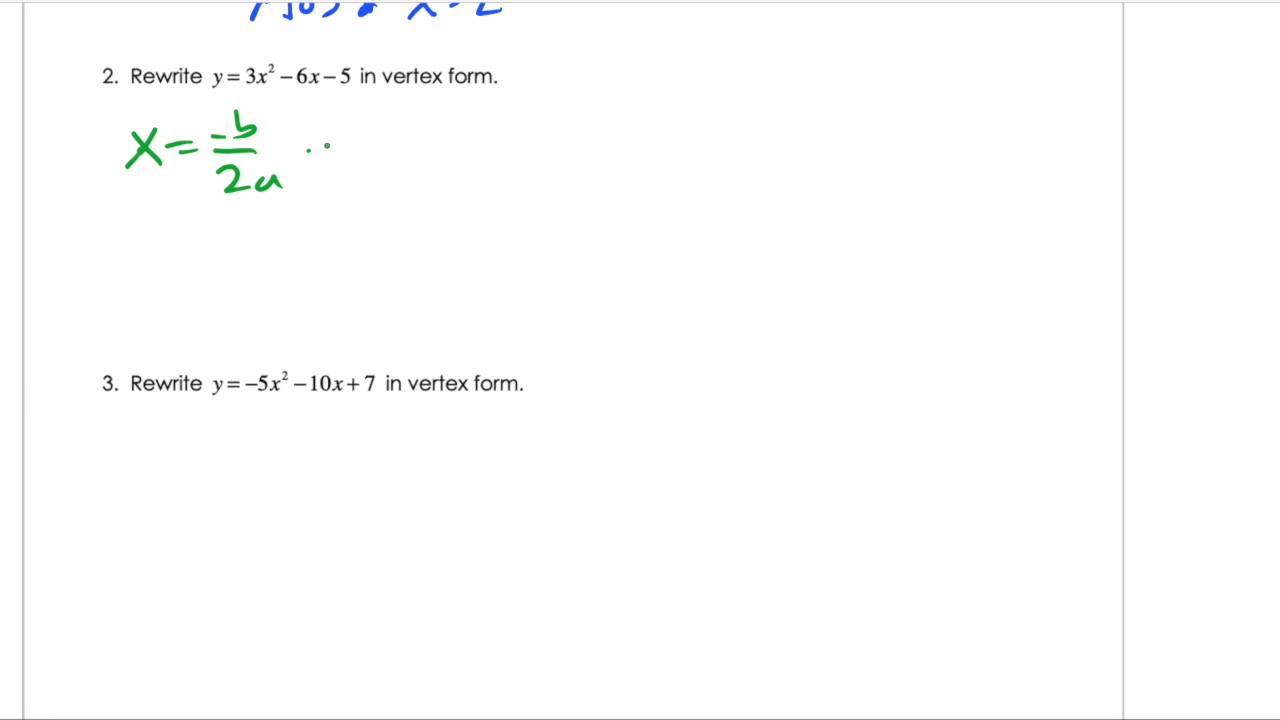 2. Rewrite y = 3x² − 6x − 5 in vertex form.
X = -b/2a ..
3. Rewrite y = −5x² − 10x + 7 in vertex form.